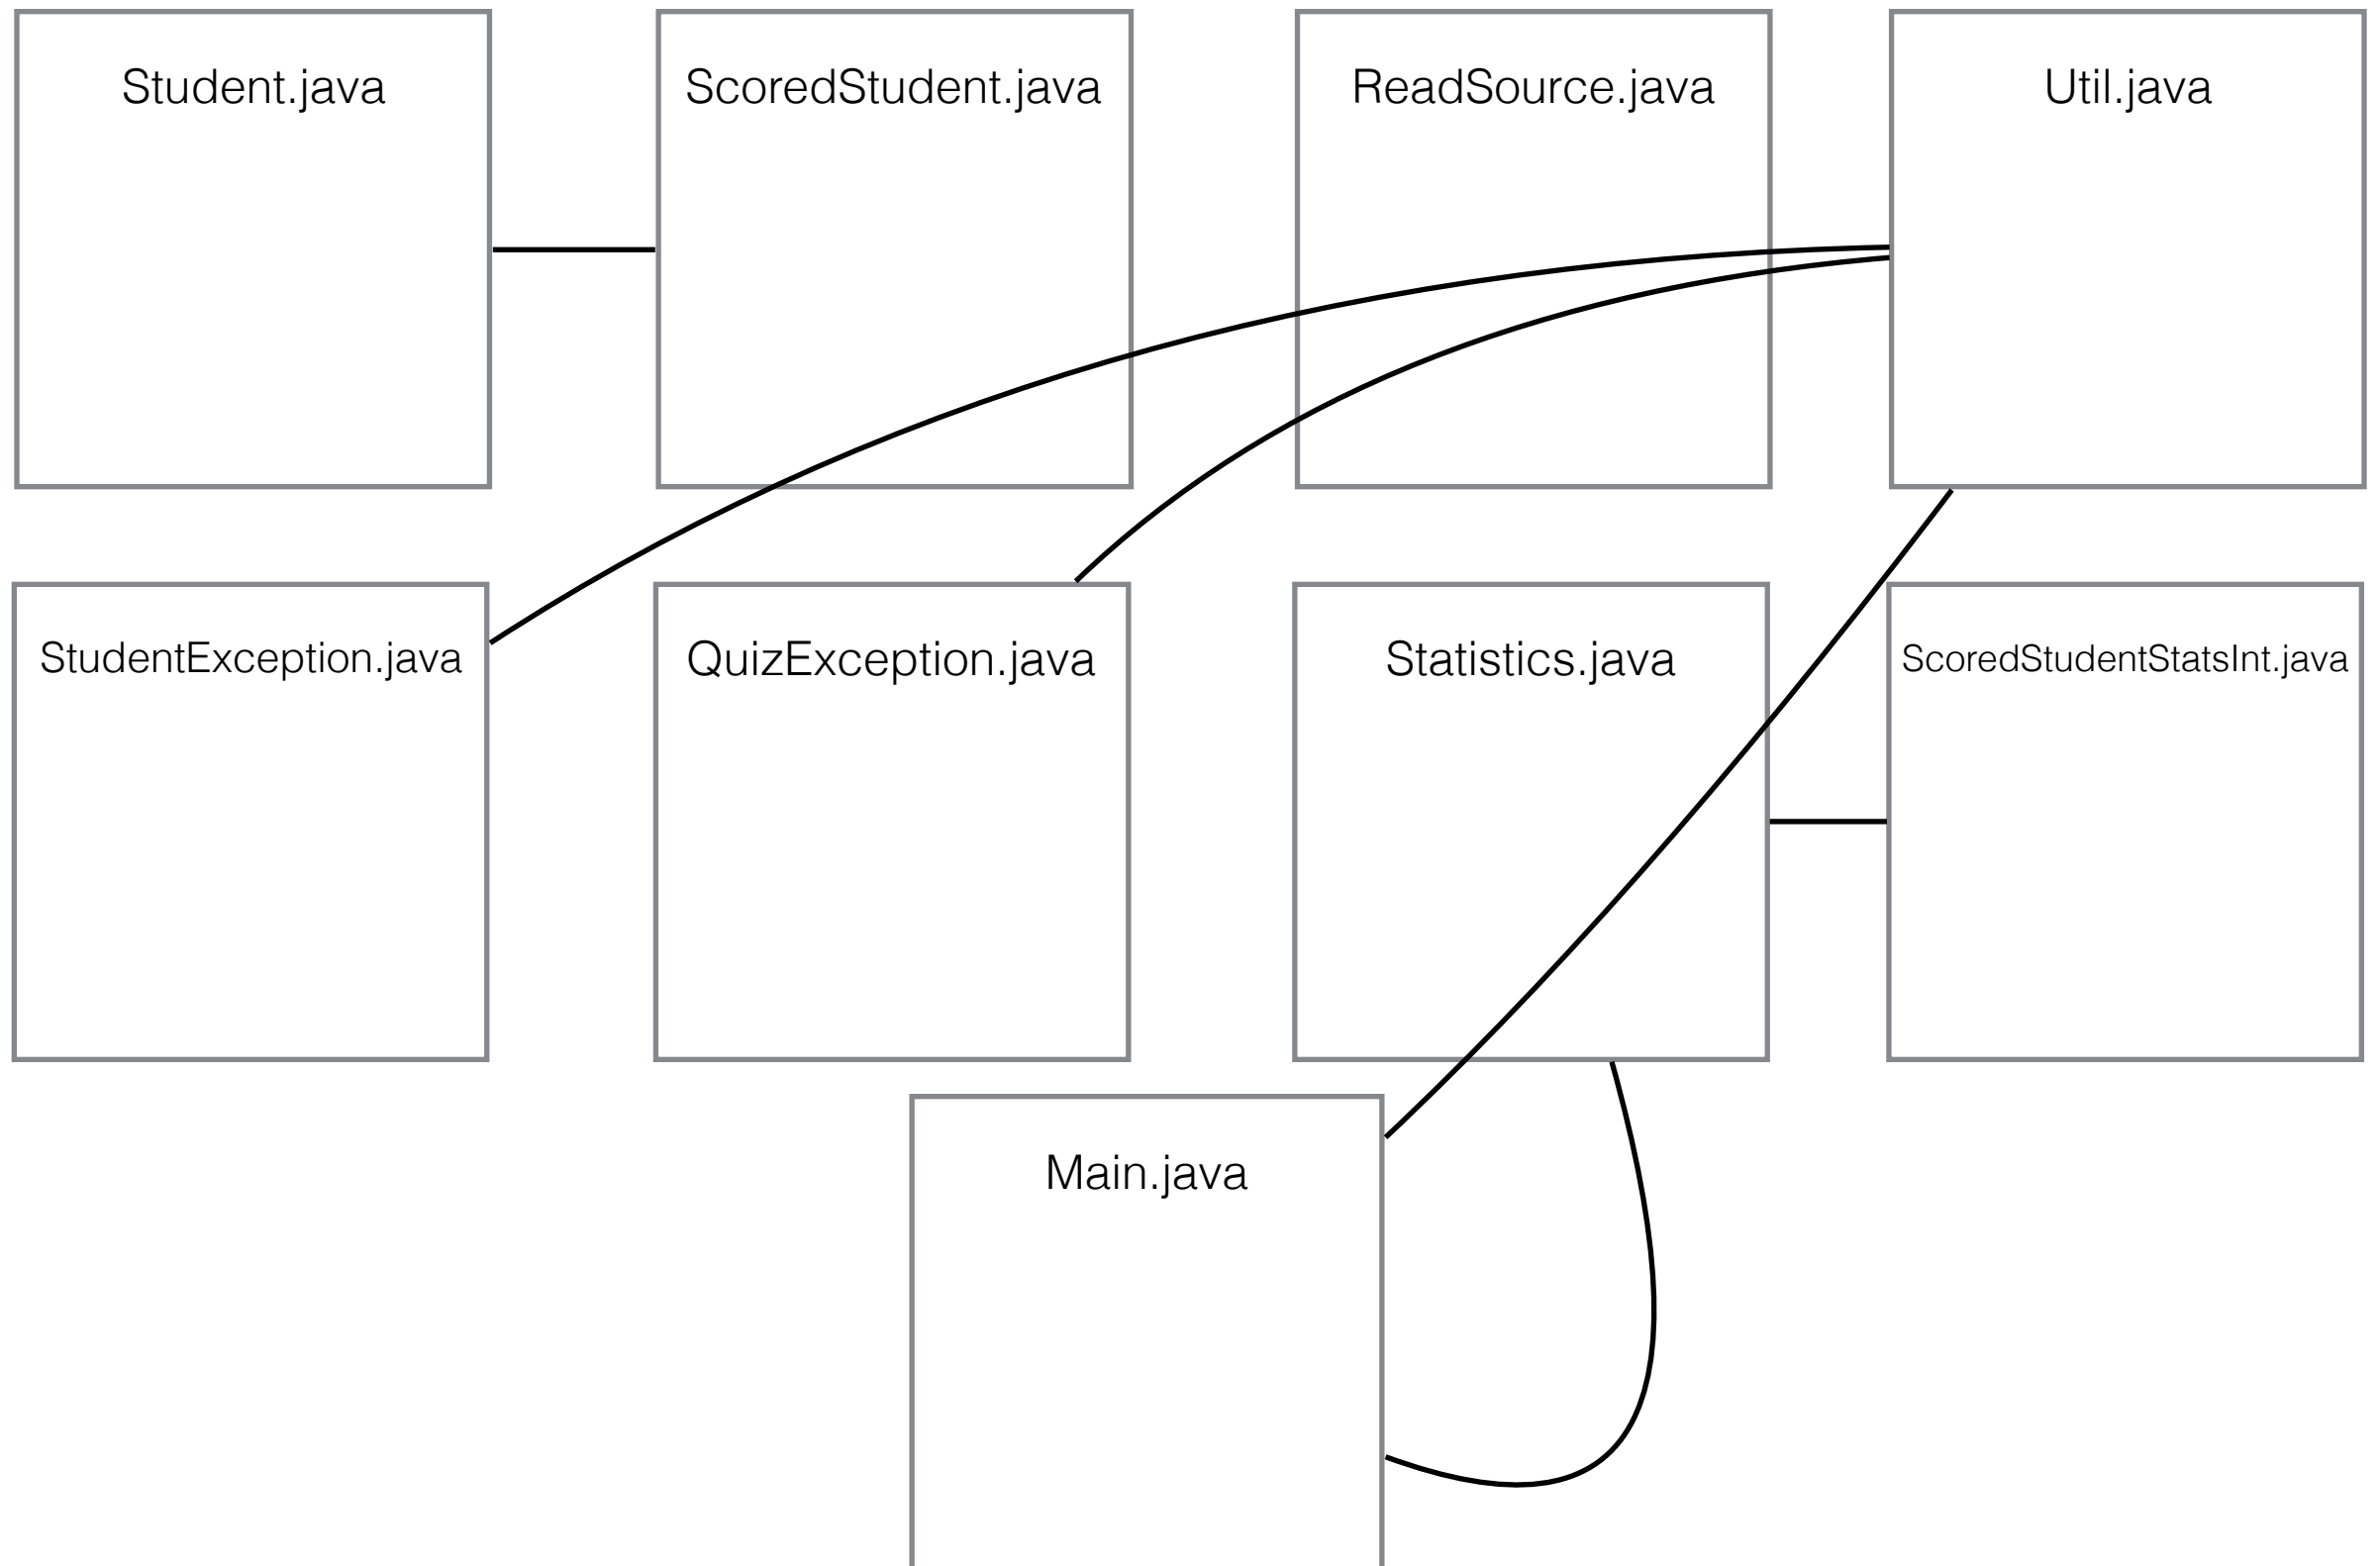 Student.java
ScoredStudent.java
ReadSource.java
Util.java
StudentException.java
QuizException.java
Statistics.java
ScoredStudentStatsInt.java
Main.java